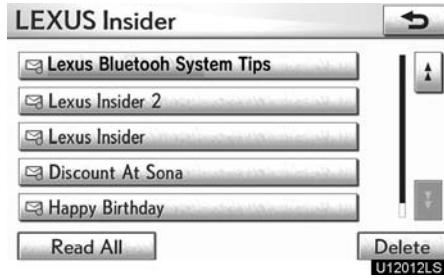 LEXUS Insider
Lexus Bluetooh System Tips
Lexus Insider 2
Lexus Insider
Discount At Sona
Happy Birthday
Read All
Delete
U12012LS